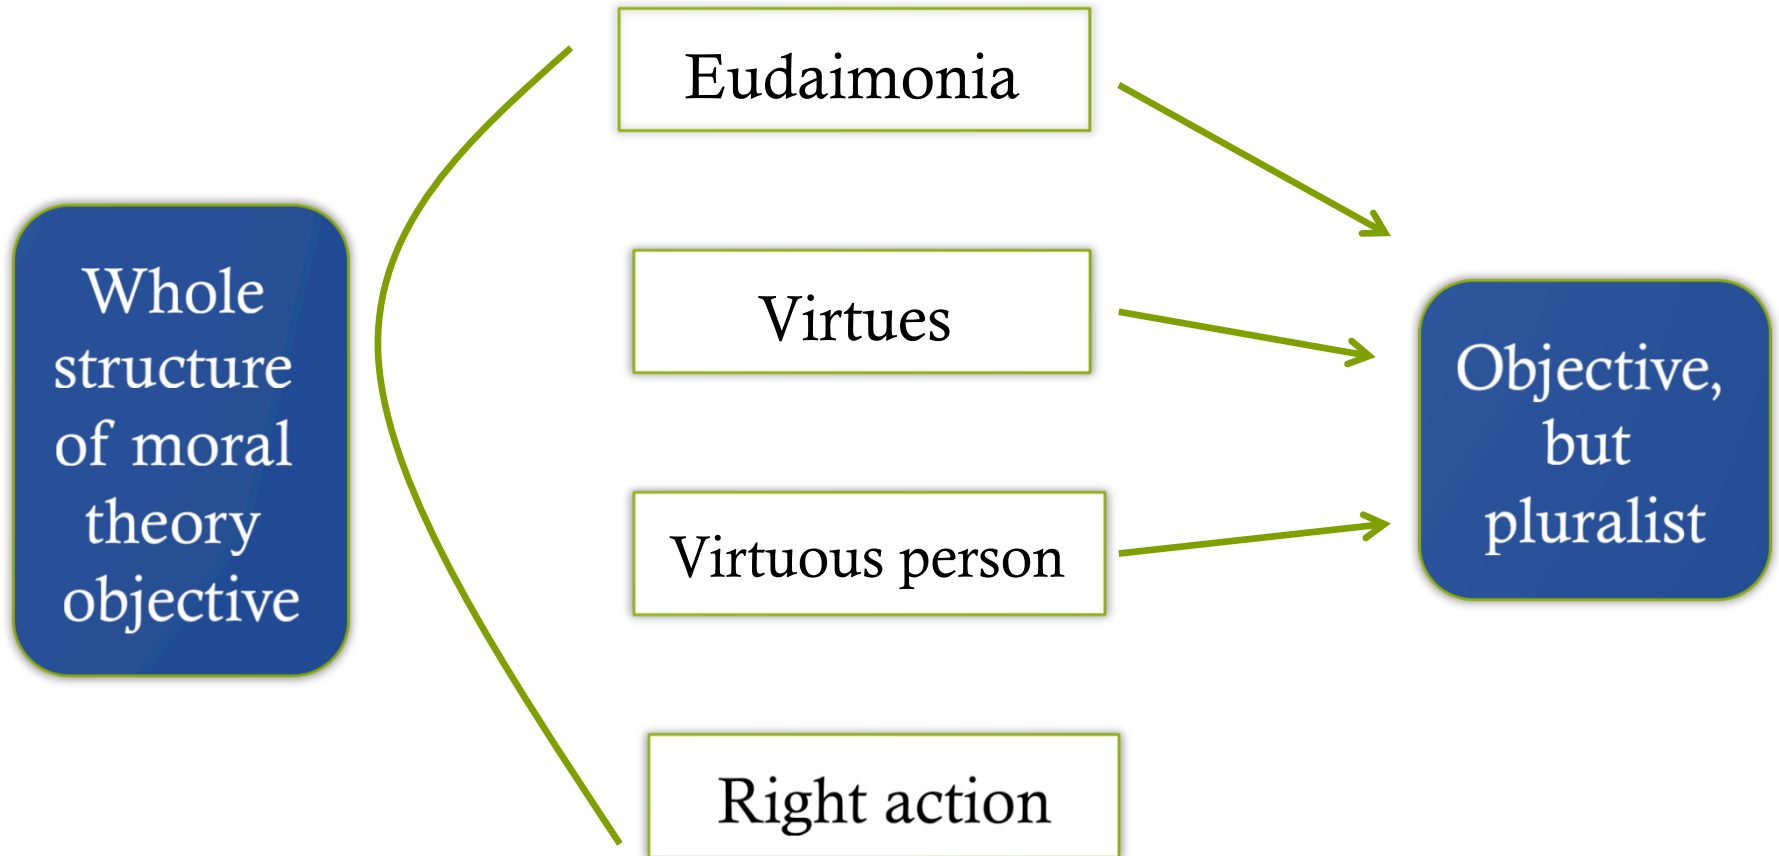 Whole
structure
of moral
theory
objective
Eudaimonia
Virtues
Virtuous person
Right action
Objective,
but
pluralist